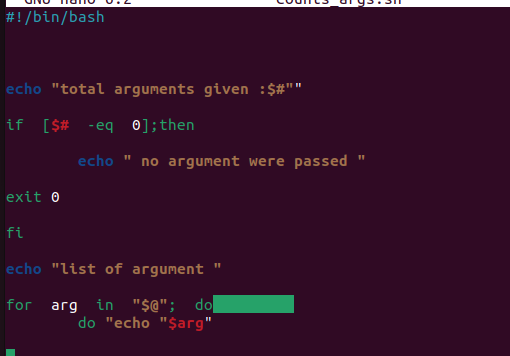 GNU nano 6.2 counts_args.sh
#!/bin/bash
echo "total arguments given :$#""
if [$# -eq 0];then
echo " no argument were passed "
exit 0
fi
echo "list of argument "
for arg in "$@"; do
do "echo "$arg"